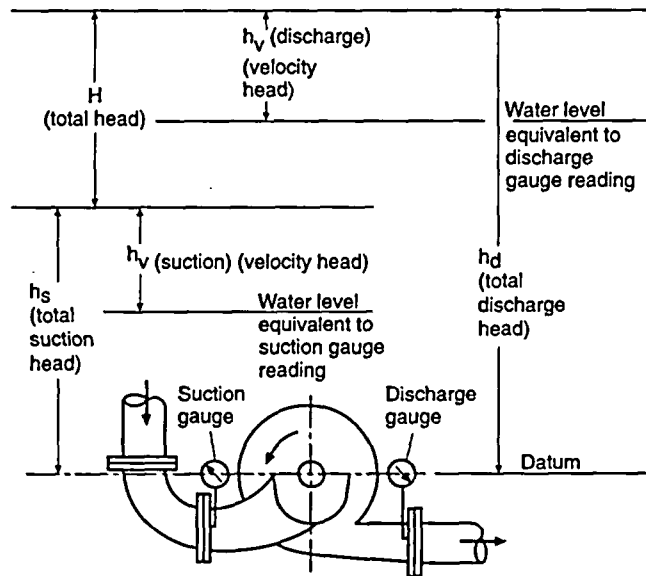 h_v (discharge)
(velocity
head)
H
(total head)
Water level
equivalent to
discharge
gauge reading
h_v (suction) (velocity head)
h_s
(total
suction
head)
h_d
(total
discharge
head)
Water level
equivalent to
suction gauge
reading
Suction
gauge
Discharge
gauge
Datum